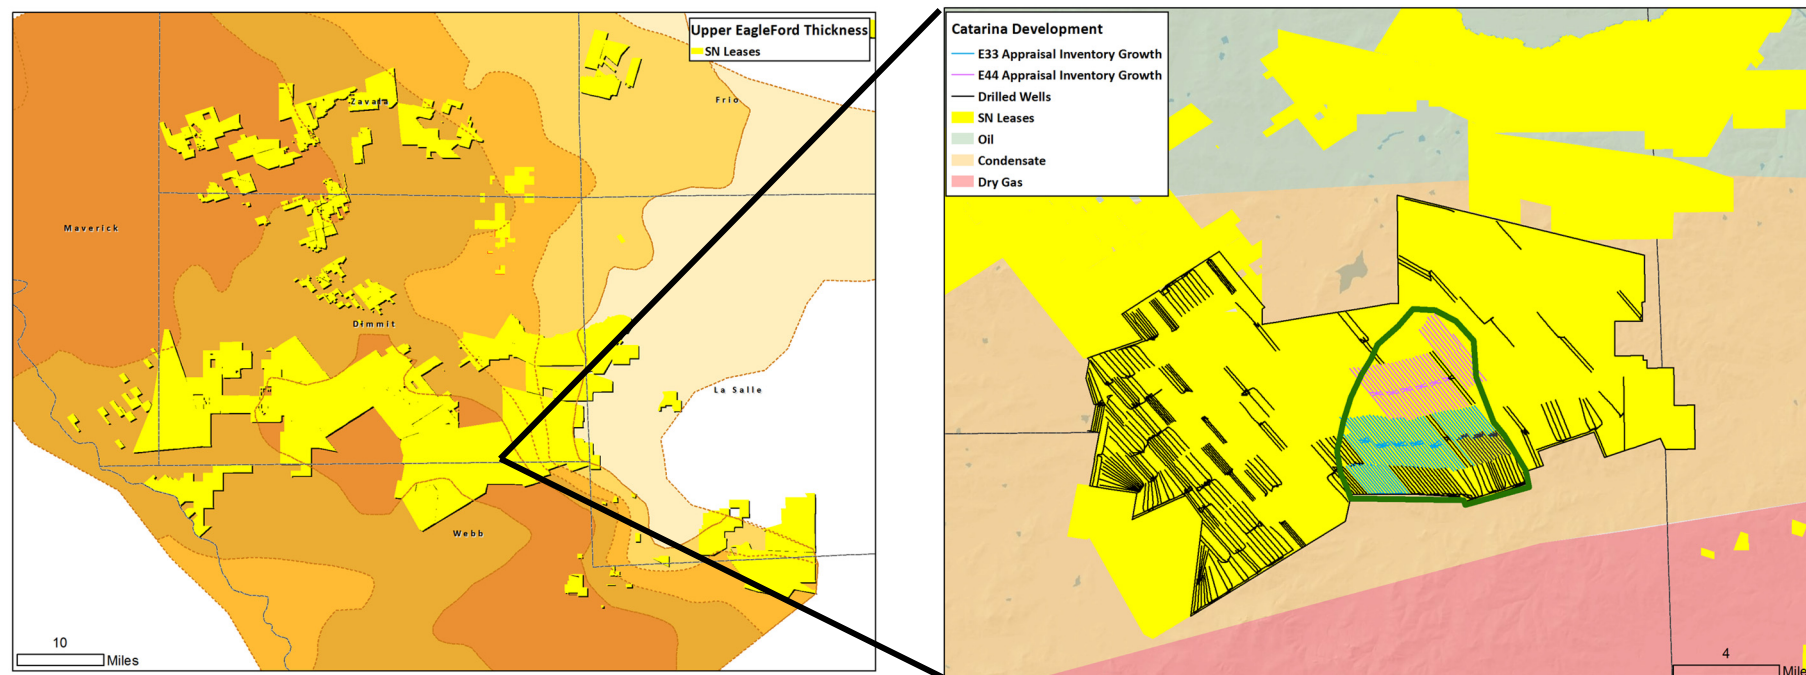 Upper EagleFord Thickness
SN Leases
Zavala
Frio
Maverick
Dimmit
La Salle
Webb
10
Miles
Catarina Development
E33 Appraisal Inventory Growth
E44 Appraisal Inventory Growth
Drilled Wells
SN Leases
Oil
Condensate
Dry Gas
4
Mile